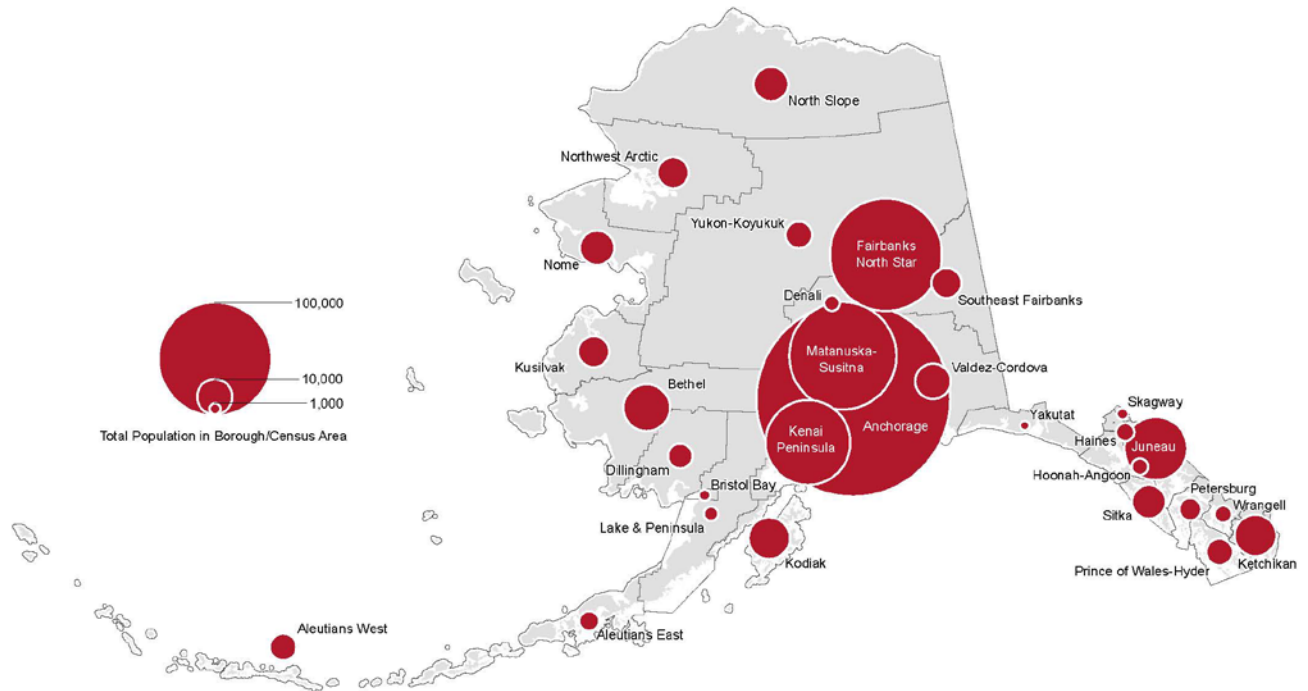 North Slope
Northwest Arctic
Yukon-Koyukuk
Fairbanks
North Star
Nome
Denali
Southeast Fairbanks
100,000
10,000
1,000
Total Population in Borough/Census Area
Kusilvak
Matanuska-
Susitna
Valdez-Cordova
Bethel
Skagway
Yakutat
Anchorage
Kenai
Peninsula
Haines
Juneau
Dillingham
Hoonah-Angoon
Bristol Bay
Petersburg
Wrangell
Sitka
Lake & Peninsula
Kodiak
Ketchikan
Prince of Wales-Hyder
Aleutians West
Aleutians East